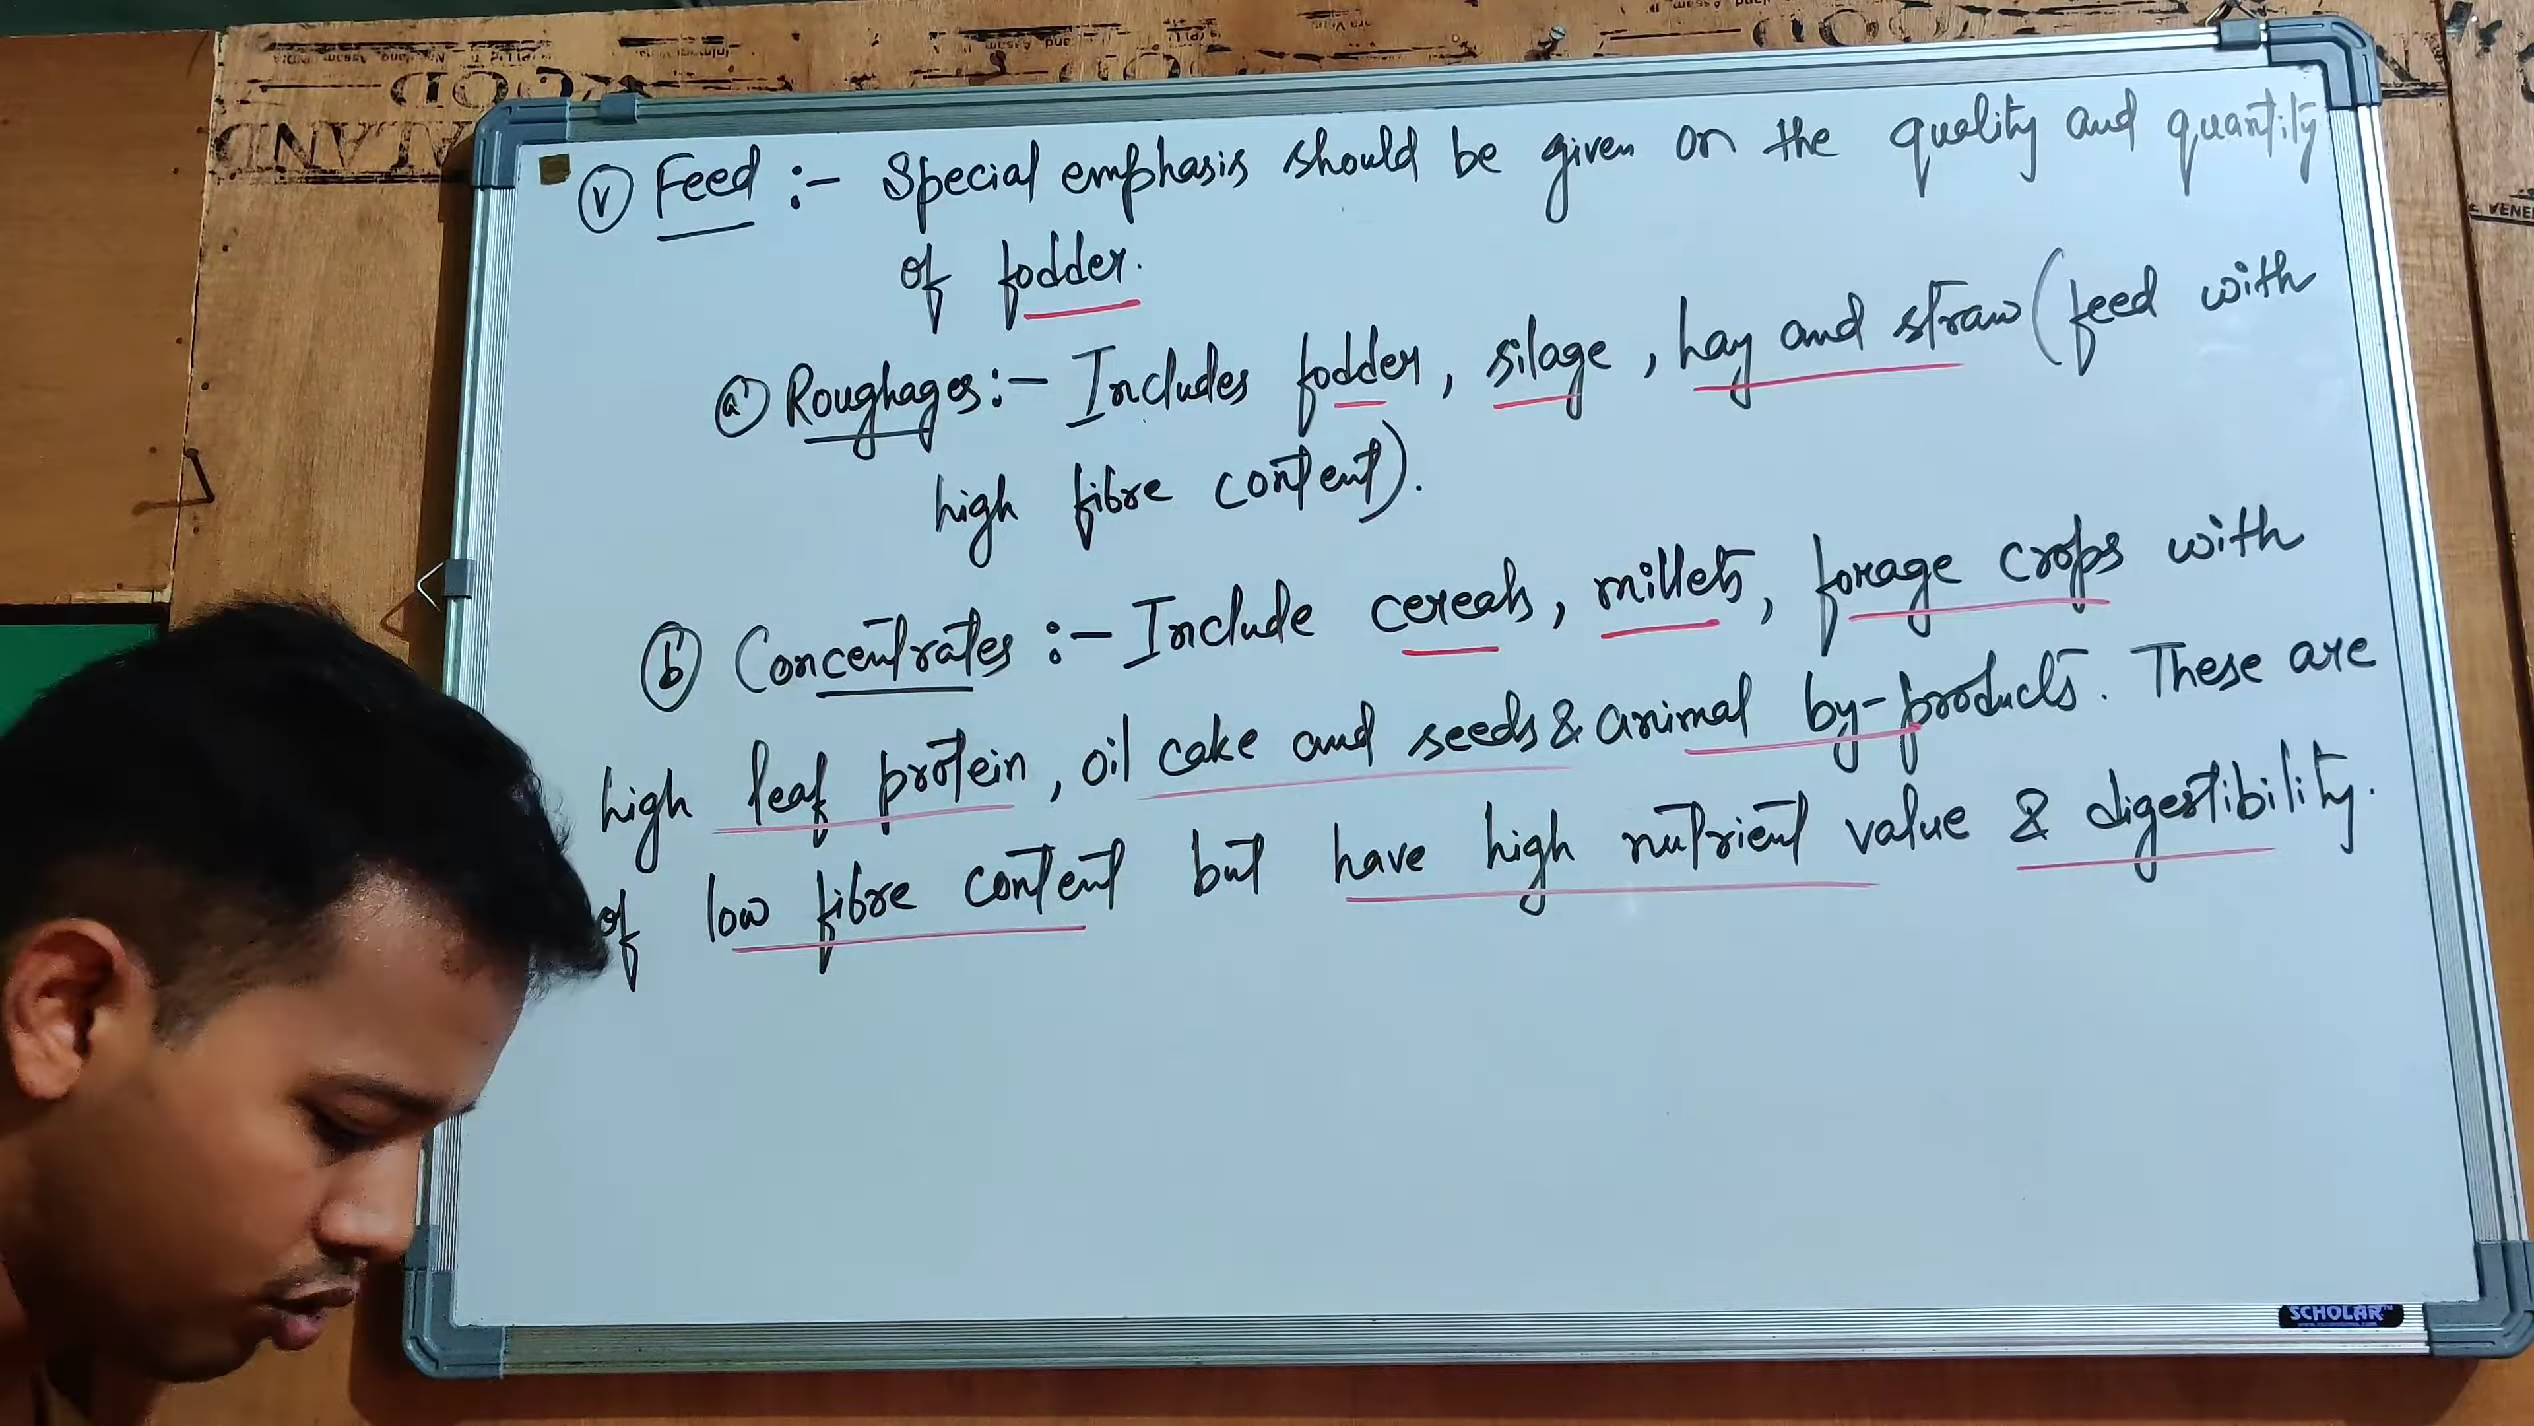 (v) Feed :- Special emphasis should be given on the quality and quantity
of fodder.
(a) Roughages :- Includes fodder, silage, hay and straw (feed with
high fibre content).
(b) Concentrates :- Include cereals, millets, forage crops with
high leaf protein, oil cake and seeds & animal by-products. These are
of low fibre content but have high nutrient value & digestibility.
SCHOLAR